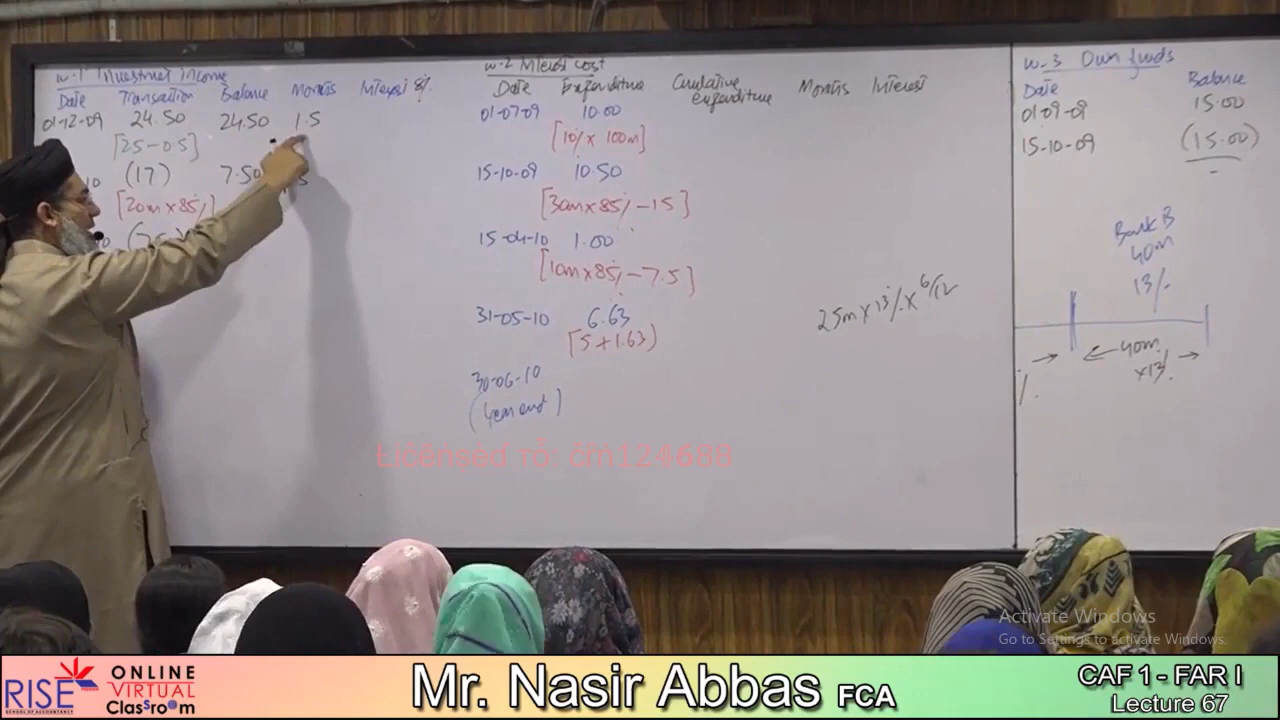 W-1 Investment Income
Date Transaction Balance Months Interest 8%
01-12-09 24.50 24.50 1.5
[25-0.5]
10 (17) 7.50
[20m x 85%]
W-2 Interest cost
Date Expenditure Cumulative expenditure Months Interest
01-07-09 10.00
[10% x 100m]
15-10-09 10.50
[30m x 85% - 15]
15-04-10 1.00
[10m x 85% - 7.5]
31-05-10 6.63
[5 + 1.63]
30-06-10
(Year end)
25m x 13% x 6/12
W-3 Own funds
Date Balance
01-09-09 15.00
15-10-09 (15.00)
-
Bank B
40m
13%
40m
x13%
%.
Licensed to: cm124688
Activate Windows
Go to Settings to activate Windows.
RISE
SCHOOL OF ACCOUNTANCY
ONLINE
VIRTUAL
ClasSroom
Mr. Nasir Abbas FCA
CAF 1 - FAR I
Lecture 67